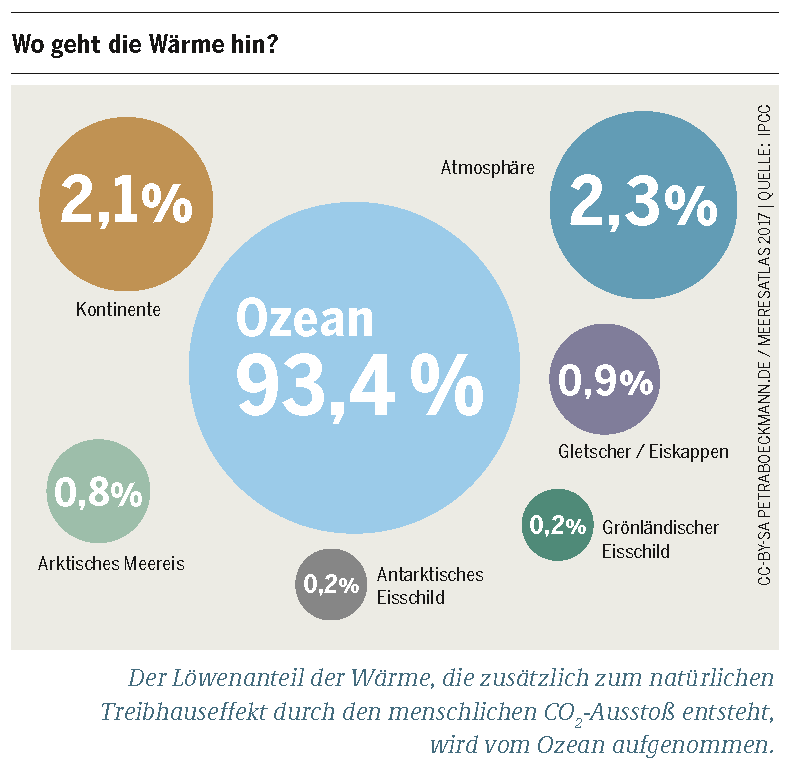 Wo geht die Wärme hin?
2,1%
Kontinente
Atmosphäre
2,3%
Ozean
93,4 %
0,9%
Gletscher / Eiskappen
0,8%
Arktisches Meereis
0,2%
Grönländischer
Eisschild
0,2%
Antarktisches
Eisschild
CC-BY-SA PETRABOECKMANN.DE / MEERESATLAS 2017 | QUELLE: IPCC
Der Löwenanteil der Wärme, die zusätzlich zum natürlichen
Treibhauseffekt durch den menschlichen CO₂-Ausstoß entsteht,
wird vom Ozean aufgenommen.